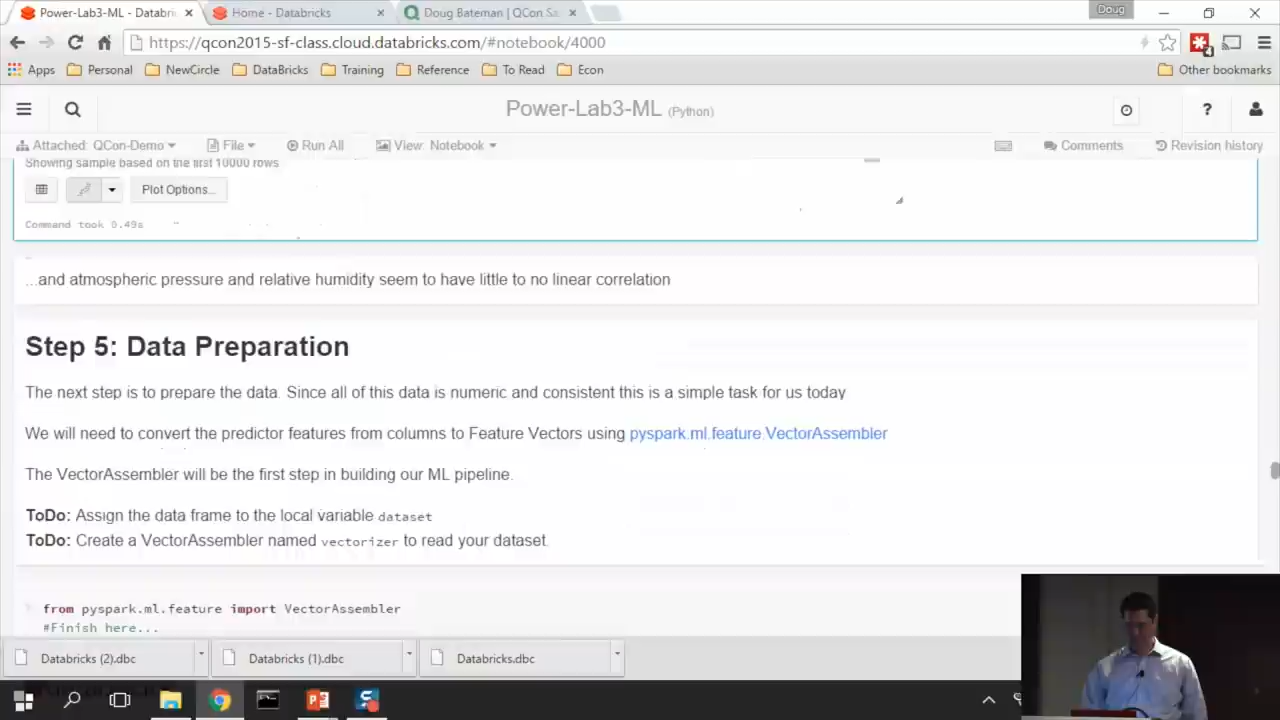 Power-Lab3-ML - Databri
Home - Databricks
Doug Bateman | QCon Sa
Doug
https://qcon2015-sf-class.cloud.databricks.com/#notebook/4000
Apps Personal NewCircle DataBricks Training Reference To Read Econ Other bookmarks
Power-Lab3-ML (Python)
?
Attached: QCon-Demo File Run All View: Notebook Comments Revision history
Showing sample based on the first 10000 rows
Plot Options...
Command took 0.49s
...and atmospheric pressure and relative humidity seem to have little to no linear correlation
Step 5: Data Preparation
The next step is to prepare the data. Since all of this data is numeric and consistent this is a simple task for us today
We will need to convert the predictor features from columns to Feature Vectors using pyspark.ml.feature.VectorAssembler
The VectorAssembler will be the first step in building our ML pipeline.
ToDo: Assign the data frame to the local variable dataset
ToDo: Create a VectorAssembler named vectorizer to read your dataset.
from pyspark.ml.feature import VectorAssembler
#Finish here...
Databricks (2).dbc
Databricks (1).dbc
Databricks.dbc